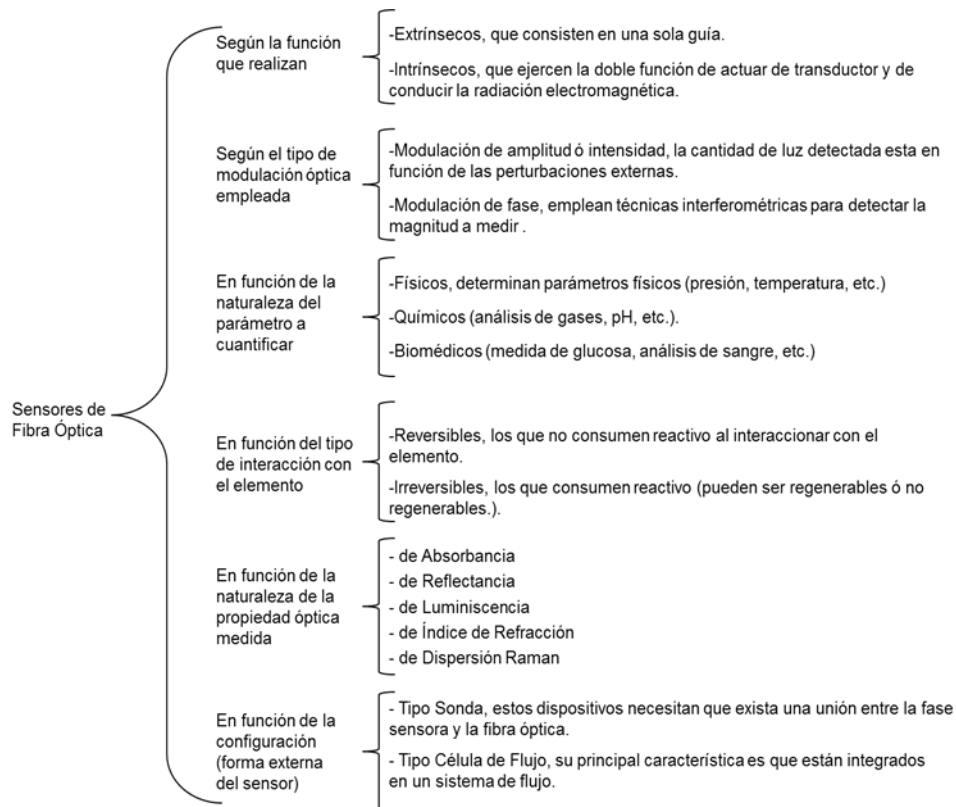 Sensores de
Fibra Óptica
Según la función
que realizan
-Extrínsecos, que consisten en una sola guía.
-Intrínsecos, que ejercen la doble función de actuar de transductor y de
conducir la radiación electromagnética.
Según el tipo de
modulación óptica
empleada
-Modulación de amplitud ó intensidad, la cantidad de luz detectada esta en
función de las perturbaciones externas.
-Modulación de fase, emplean técnicas interferométricas para detectar la
magnitud a medir .
En función de la
naturaleza del
parámetro a
cuantificar
-Físicos, determinan parámetros físicos (presión, temperatura, etc.)
-Químicos (análisis de gases, pH, etc.).
-Biomédicos (medida de glucosa, análisis de sangre, etc.)
En función del tipo
de interacción con
el elemento
-Reversibles, los que no consumen reactivo al interaccionar con el
elemento.
-Irreversibles, los que consumen reactivo (pueden ser regenerables ó no
regenerables.).
En función de la
naturaleza de la
propiedad óptica
medida
- de Absorbancia
- de Reflectancia
- de Luminiscencia
- de Índice de Refracción
- de Dispersión Raman
En función de la
configuración
(forma externa
del sensor)
- Tipo Sonda, estos dispositivos necesitan que exista una unión entre la fase
sensora y la fibra óptica.
- Tipo Célula de Flujo, su principal característica es que están integrados
en un sistema de flujo.